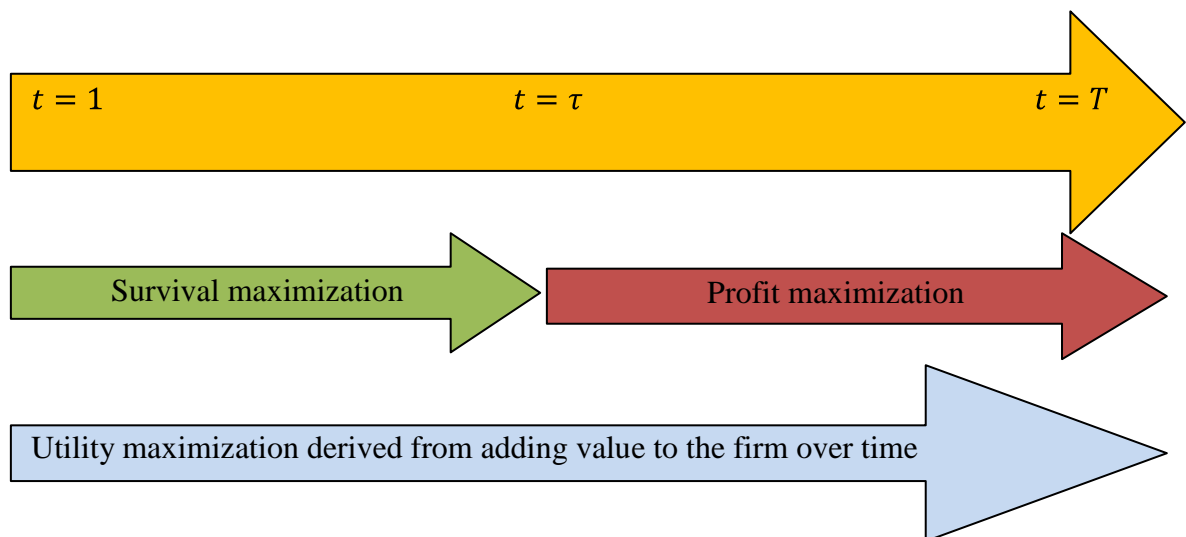 𝑡 = 1 𝑡 = 𝜏 𝑡 = 𝑇
Survival maximization Profit maximization
Utility maximization derived from adding value to the firm over time